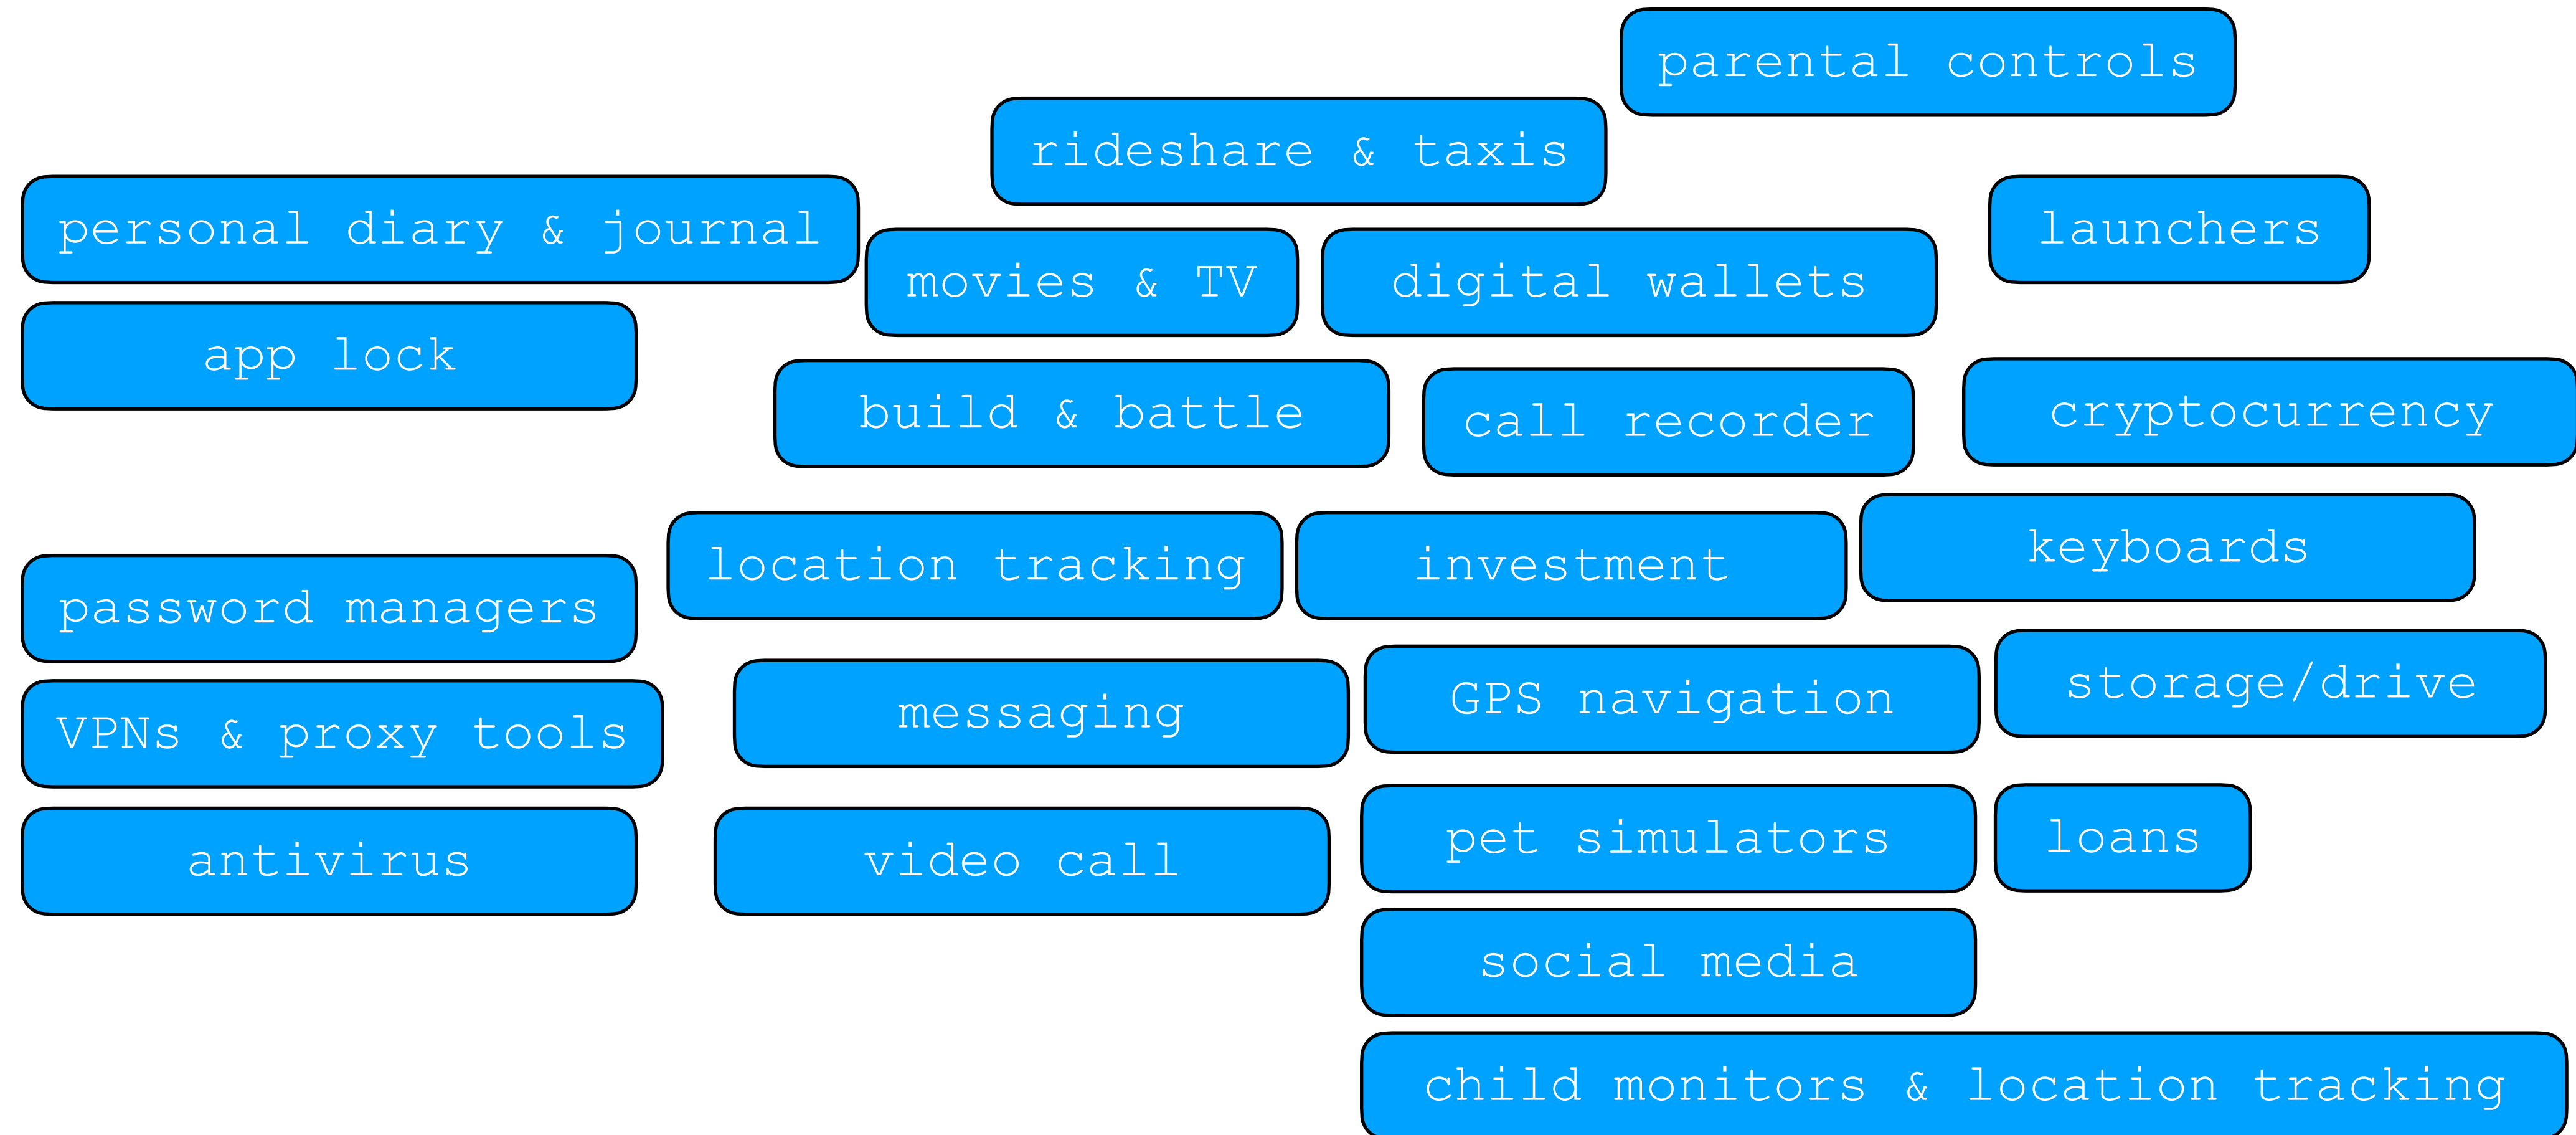 parental controls
rideshare & taxis
personal diary & journal
launchers
movies & TV
digital wallets
app lock
build & battle
call recorder
cryptocurrency
location tracking
investment
keyboards
password managers
messaging
GPS navigation
storage/drive
VPNs & proxy tools
antivirus
video call
pet simulators
loans
social media
child monitors & location tracking